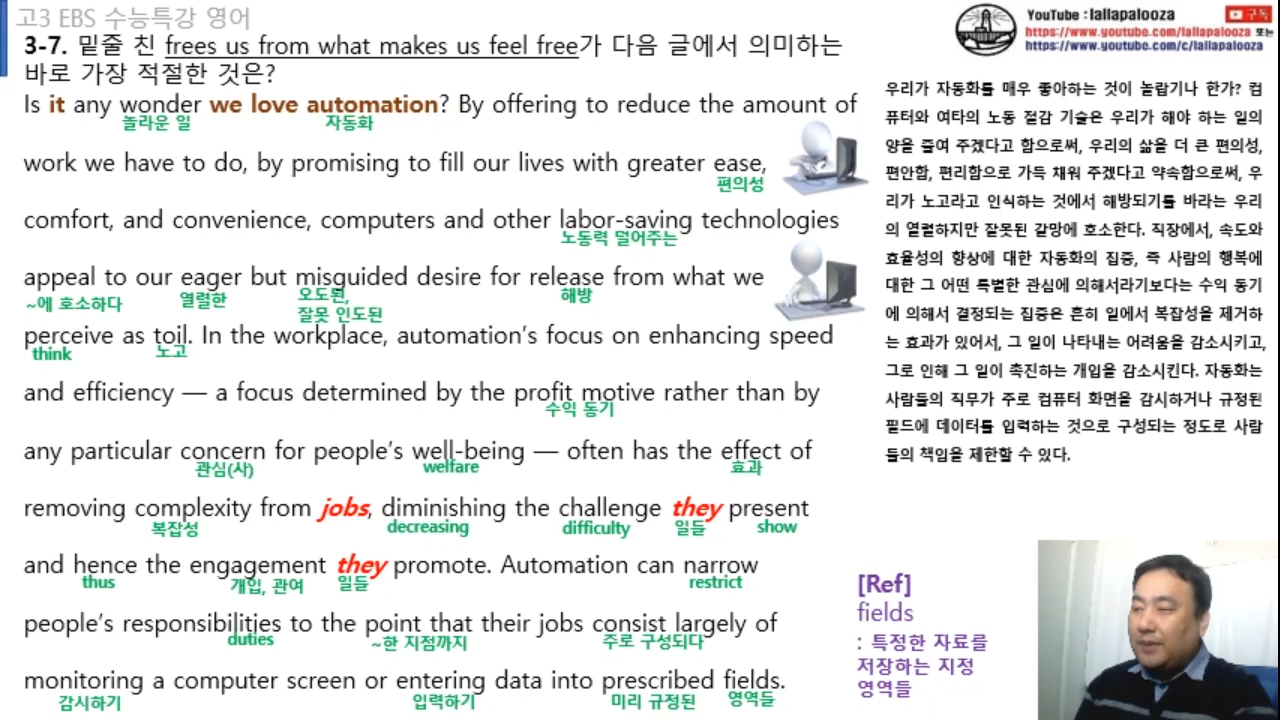 고3 EBS 수능특강 영어
3-7. 밑줄 친 frees us from what makes us feel free가 다음 글에서 의미하는
바로 가장 적절한 것은?
Is it any wonder we love automation? By offering to reduce the amount of
놀라운 일 자동화
work we have to do, by promising to fill our lives with greater ease,
편의성
comfort, and convenience, computers and other labor-saving technologies
노동력 덜어주는
appeal to our eager but misguided desire for release from what we
~에 호소하다 열렬한 오도된, 해방
잘못 인도된
perceive as toil. In the workplace, automation's focus on enhancing speed
think 노고
and efficiency — a focus determined by the profit motive rather than by
수익 동기
any particular concern for people's well-being — often has the effect of
관심(사) welfare 효과
removing complexity from jobs, diminishing the challenge they present
복잡성 decreasing difficulty 일들 show
and hence the engagement they promote. Automation can narrow
thus 개입, 관여 일들 restrict
people's responsibilities to the point that their jobs consist largely of
duties ~한 지점까지 주로 구성되다
monitoring a computer screen or entering data into prescribed fields.
감시하기 입력하기 미리 규정된 영역들
YouTube : lallapalooza 구독
https://www.youtube.com/lallapalooza 또는
https://www.youtube.com/c/lallapalooza
우리가 자동화를 매우 좋아하는 것이 놀랍기나 한가? 컴
퓨터와 여타의 노동 절감 기술은 우리가 해야 하는 일의
양을 줄여 주겠다고 함으로써, 우리의 삶을 더 큰 편의성,
편안함, 편리함으로 가득 채워 주겠다고 약속함으로써, 우
리가 노고라고 인식하는 것에서 해방되기를 바라는 우리
의 열렬하지만 잘못된 갈망에 호소한다. 직장에서, 속도와
효율성의 향상에 대한 자동화의 집중, 즉 사람의 행복에
대한 그 어떤 특별한 관심에 의해서라기보다는 수익 동기
에 의해서 결정되는 집중은 흔히 일에서 복잡성을 제거하
는 효과가 있어서, 그 일이 나타내는 어려움을 감소시키고,
그로 인해 그 일이 촉진하는 개입을 감소시킨다. 자동화는
사람들의 직무가 주로 컴퓨터 화면을 감시하거나 규정된
필드에 데이터를 입력하는 것으로 구성되는 정도로 사람
들의 책임을 제한할 수 있다.
[Ref]
fields
: 특정한 자료를
저장하는 지정
영역들